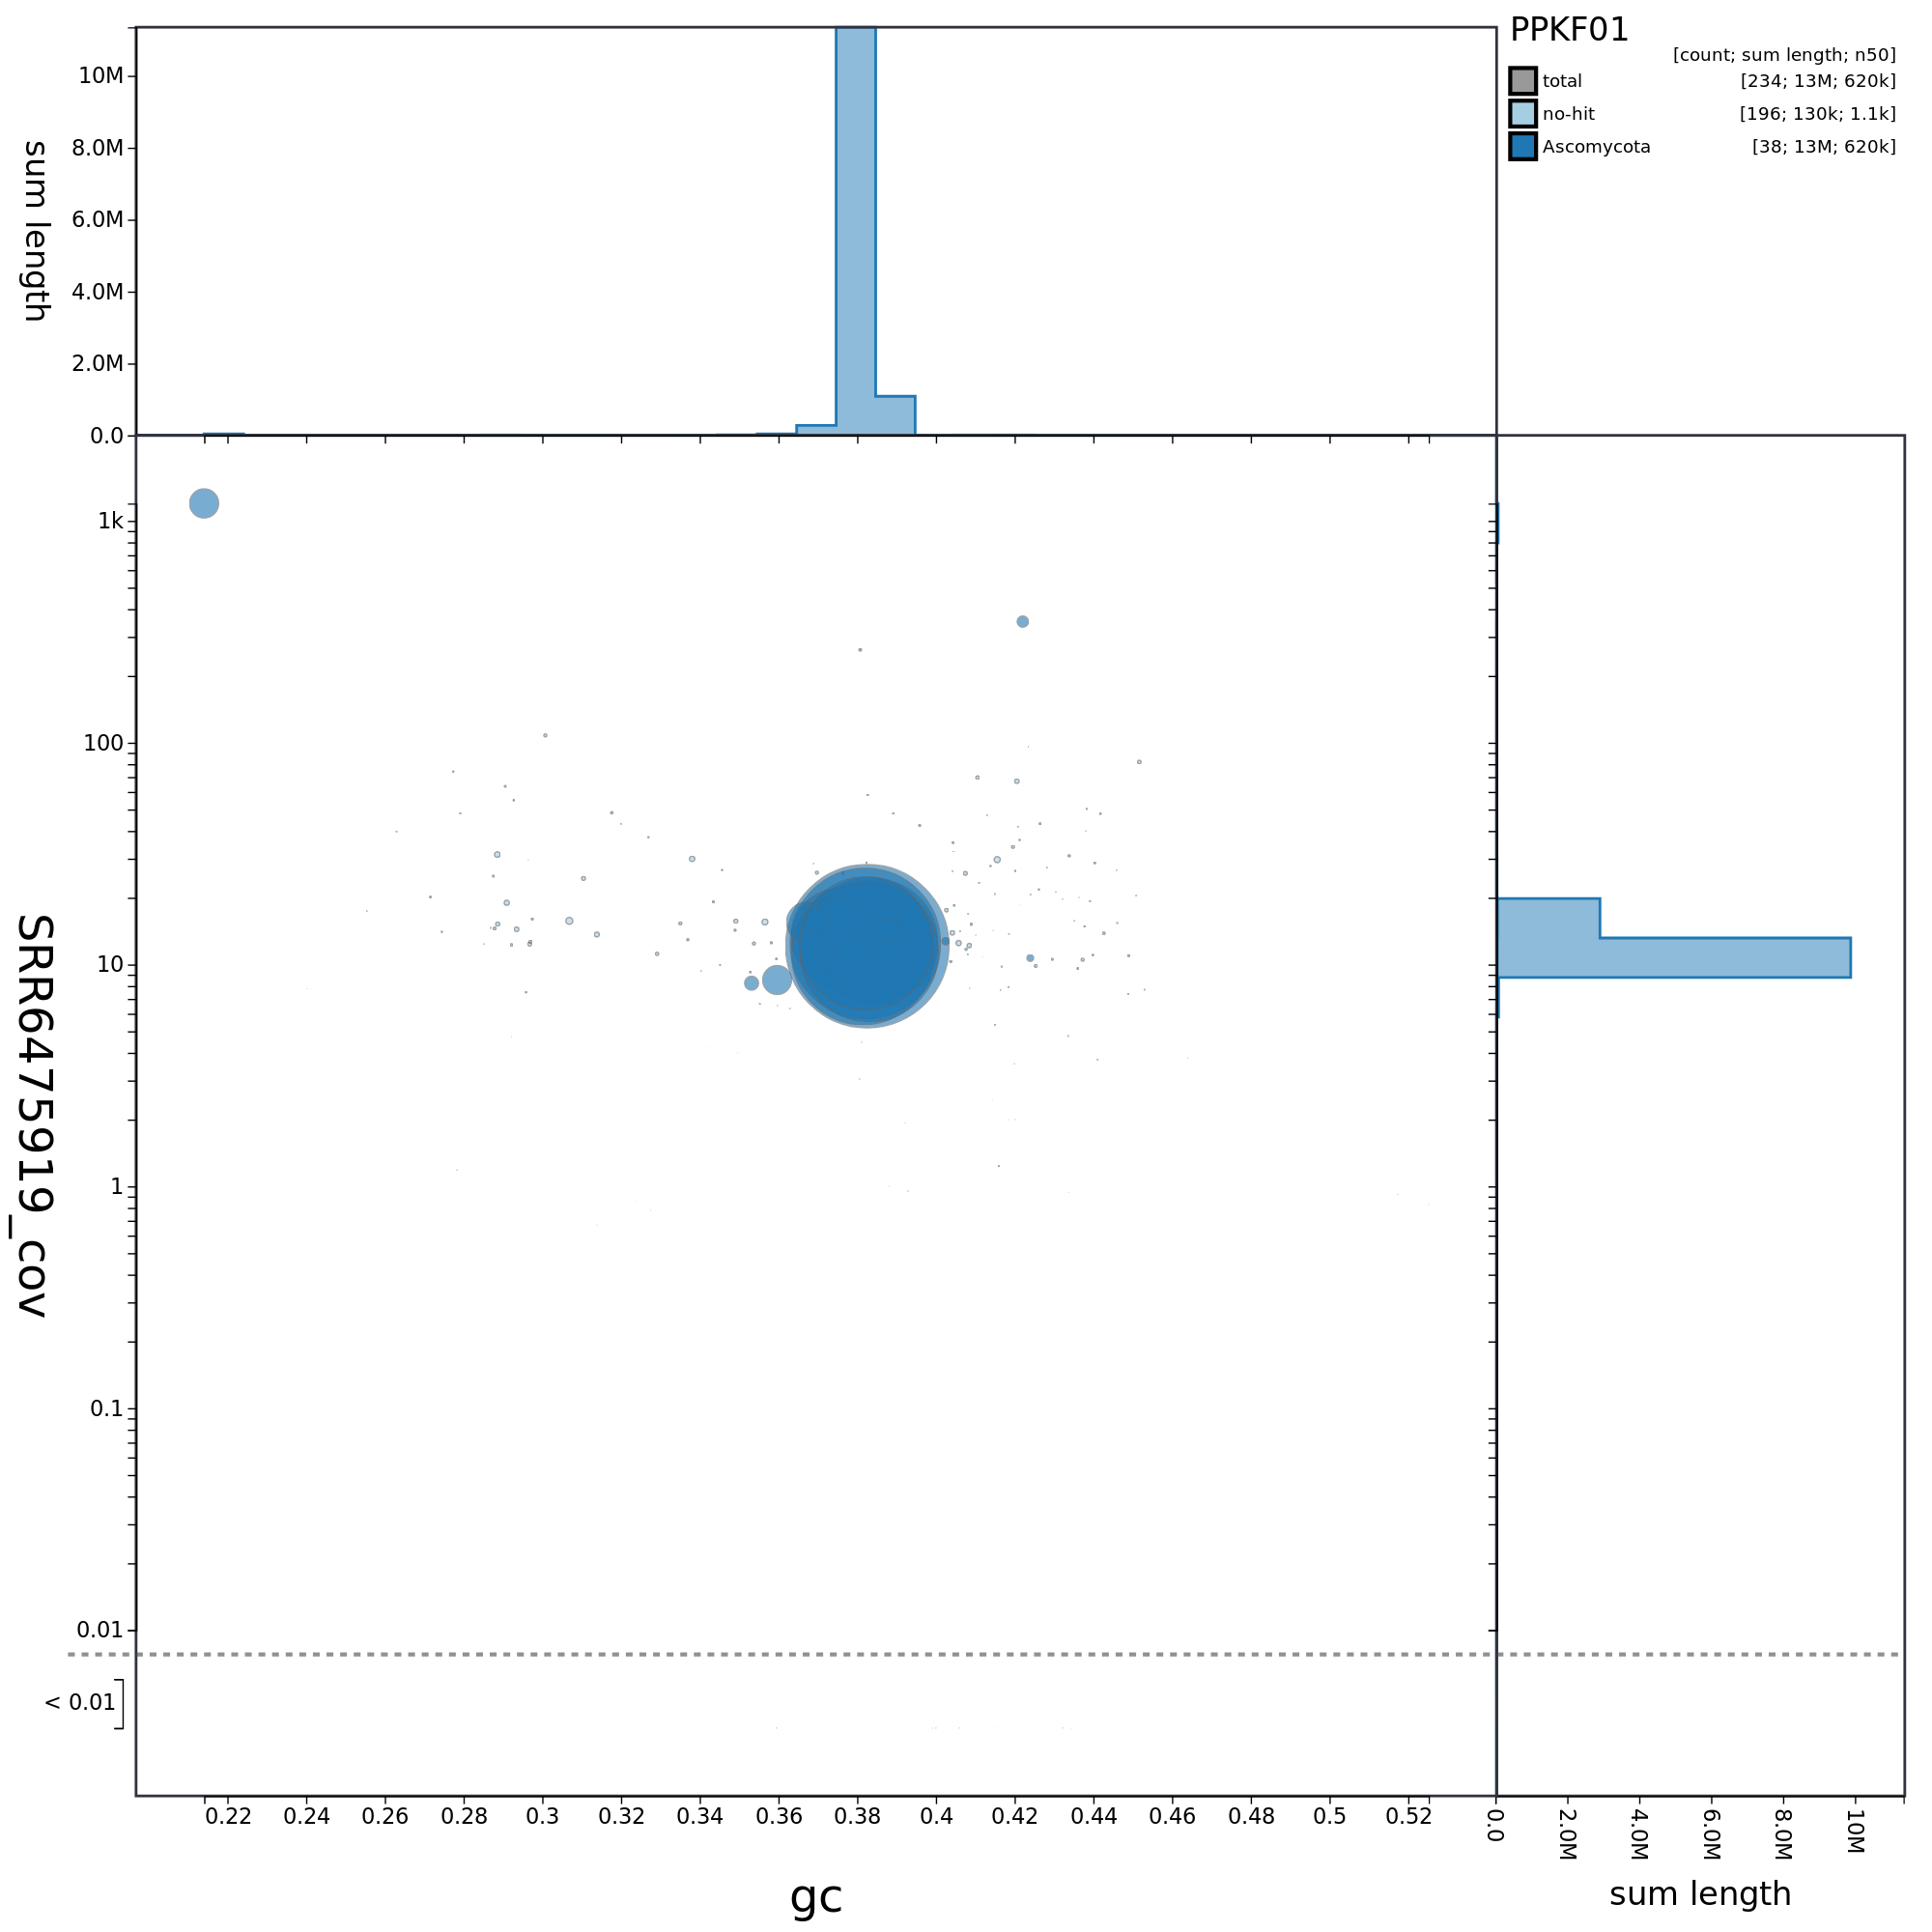 PPKF01
[count; sum length; n50]
total [234; 13M; 620k]
no-hit [196; 130k; 1.1k]
Ascomycota [38; 13M; 620k]
sum length
10M
8.0M
6.0M
4.0M
2.0M
0.0
SRR6475919_cov
1k
100
10
1
0.1
0.01
< 0.01
0.22 0.24 0.26 0.28 0.3 0.32 0.34 0.36 0.38 0.4 0.42 0.44 0.46 0.48 0.5 0.52
gc
0.0 2.0M 4.0M 6.0M 8.0M 10M
sum length